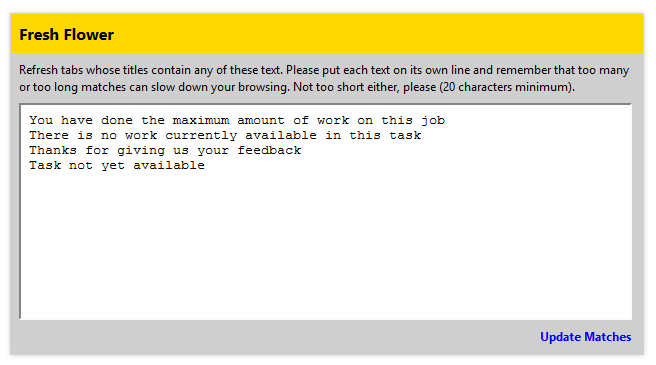 Fresh Flower
Refresh tabs whose titles contain any of these text. Please put each text on its own line and remember that too many
or too long matches can slow down your browsing. Not too short either, please (20 characters minimum).
You have done the maximum amount of work on this job
There is no work currently available in this task
Thanks for giving us your feedback
Task not yet available
Update Matches